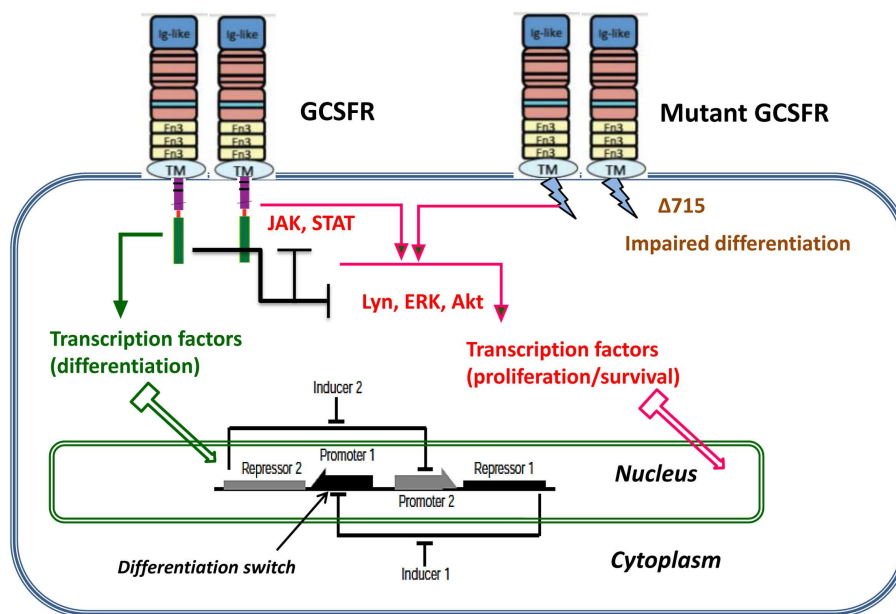 Ig-like
Ig-like
Ig-like
Ig-like
GCSFR
Mutant GCSFR
Fn3
Fn3
Fn3
Fn3
Fn3
Fn3
Fn3
Fn3
Fn3
Fn3
Fn3
Fn3
TM
TM
TM
TM
Δ715
JAK, STAT
Impaired differentiation
Lyn, ERK, Akt
Transcription factors
(differentiation)
Transcription factors
(proliferation/survival)
Inducer 2
Promoter 1
Repressor 2
Repressor 1
Nucleus
Promoter 2
Differentiation switch
Inducer 1
Cytoplasm